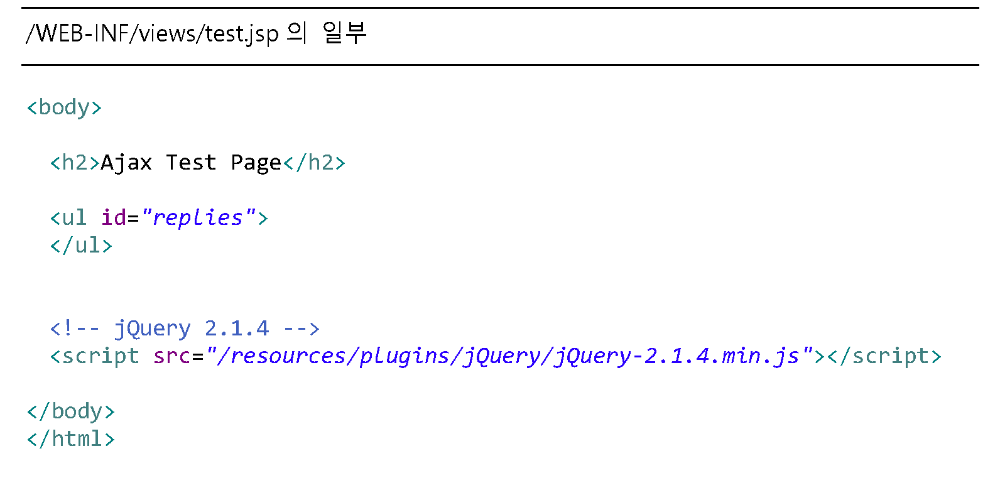 /WEB-INF/views/test.jsp 의 일부
<body>
<h2>Ajax Test Page</h2>
<ul id="replies">
</ul>
<!-- jQuery 2.1.4 -->
<script src="/resources/plugins/jQuery/jQuery-2.1.4.min.js"></script>
</body>
</html>